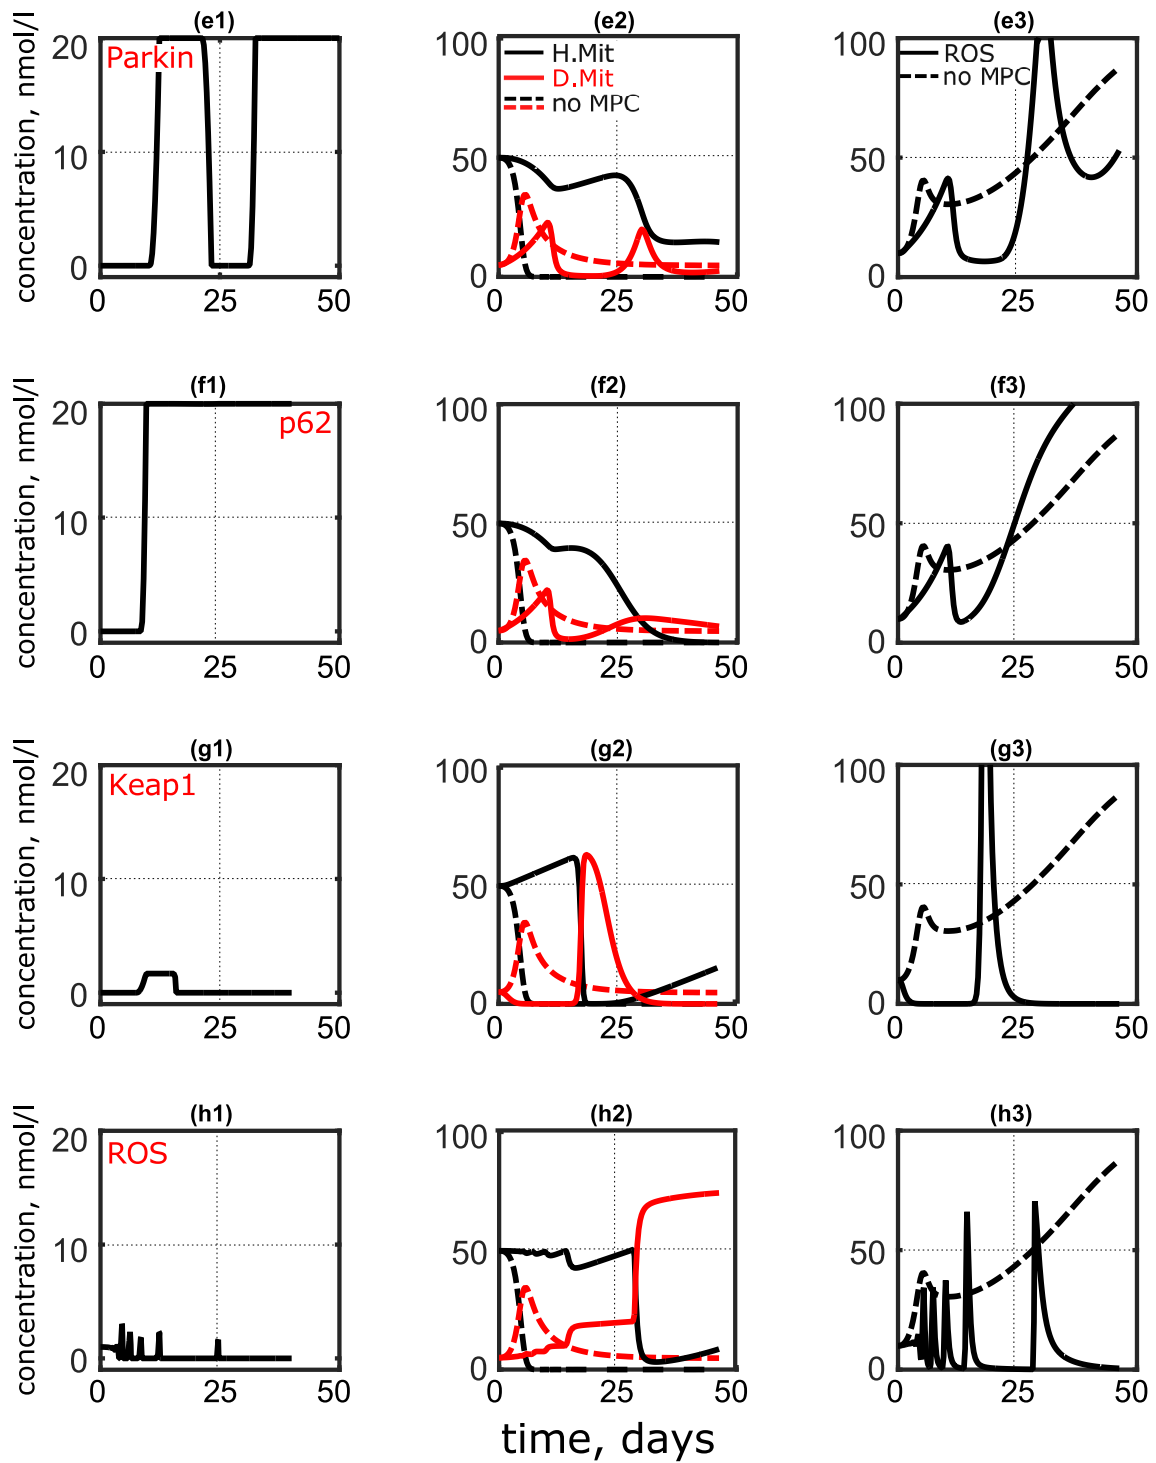 (e1) (e2) (e3)
concentration, nmol/l
20 Parkin 100 H.Mit 100 ROS
D.Mit no MPC
no MPC
10 50 50
0 0 0
0 25 50 0 25 50 0 25 50
(f1) (f2) (f3)
concentration, nmol/l
20 p62 100 100
10 50 50
0 0 0
0 25 50 0 25 50 0 25 50
(g1) (g2) (g3)
concentration, nmol/l
20 Keap1 100 100
10 50 50
0 0 0
0 25 50 0 25 50 0 25 50
(h1) (h2) (h3)
concentration, nmol/l
20 ROS 100 100
10 50 50
0 0 0
0 25 50 0 25 50 0 25 50
time, days